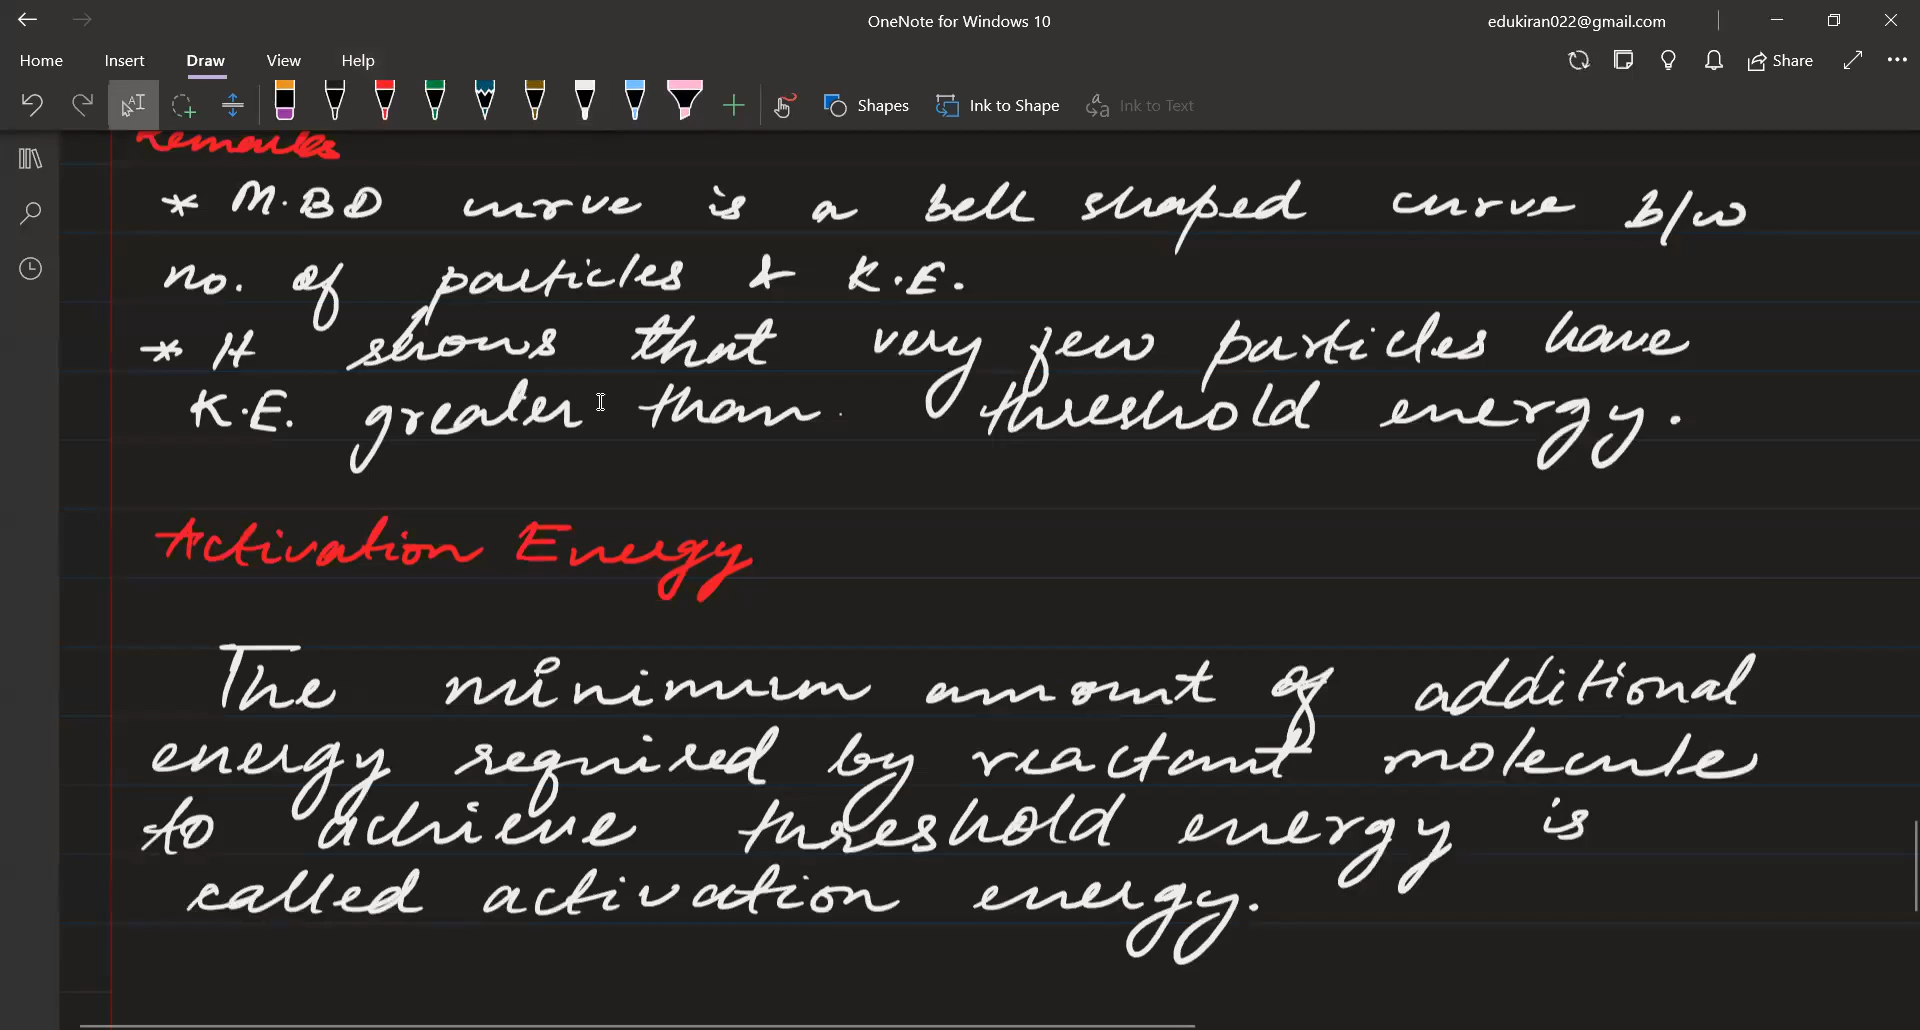 OneNote for Windows 10
edukiran022@gmail.com
Home Insert Draw View Help
Share
Shapes Ink to Shape Ink to Text
Remarks
* M.BD curve is a bell shaped curve b/w
no. of particles & K.E.
* It shows that very few particles have
K.E. greater than threshold energy.
Activation Energy
The minimum amount of additional
energy required by reactant molecule
to achieve threshold energy is
called activation energy.